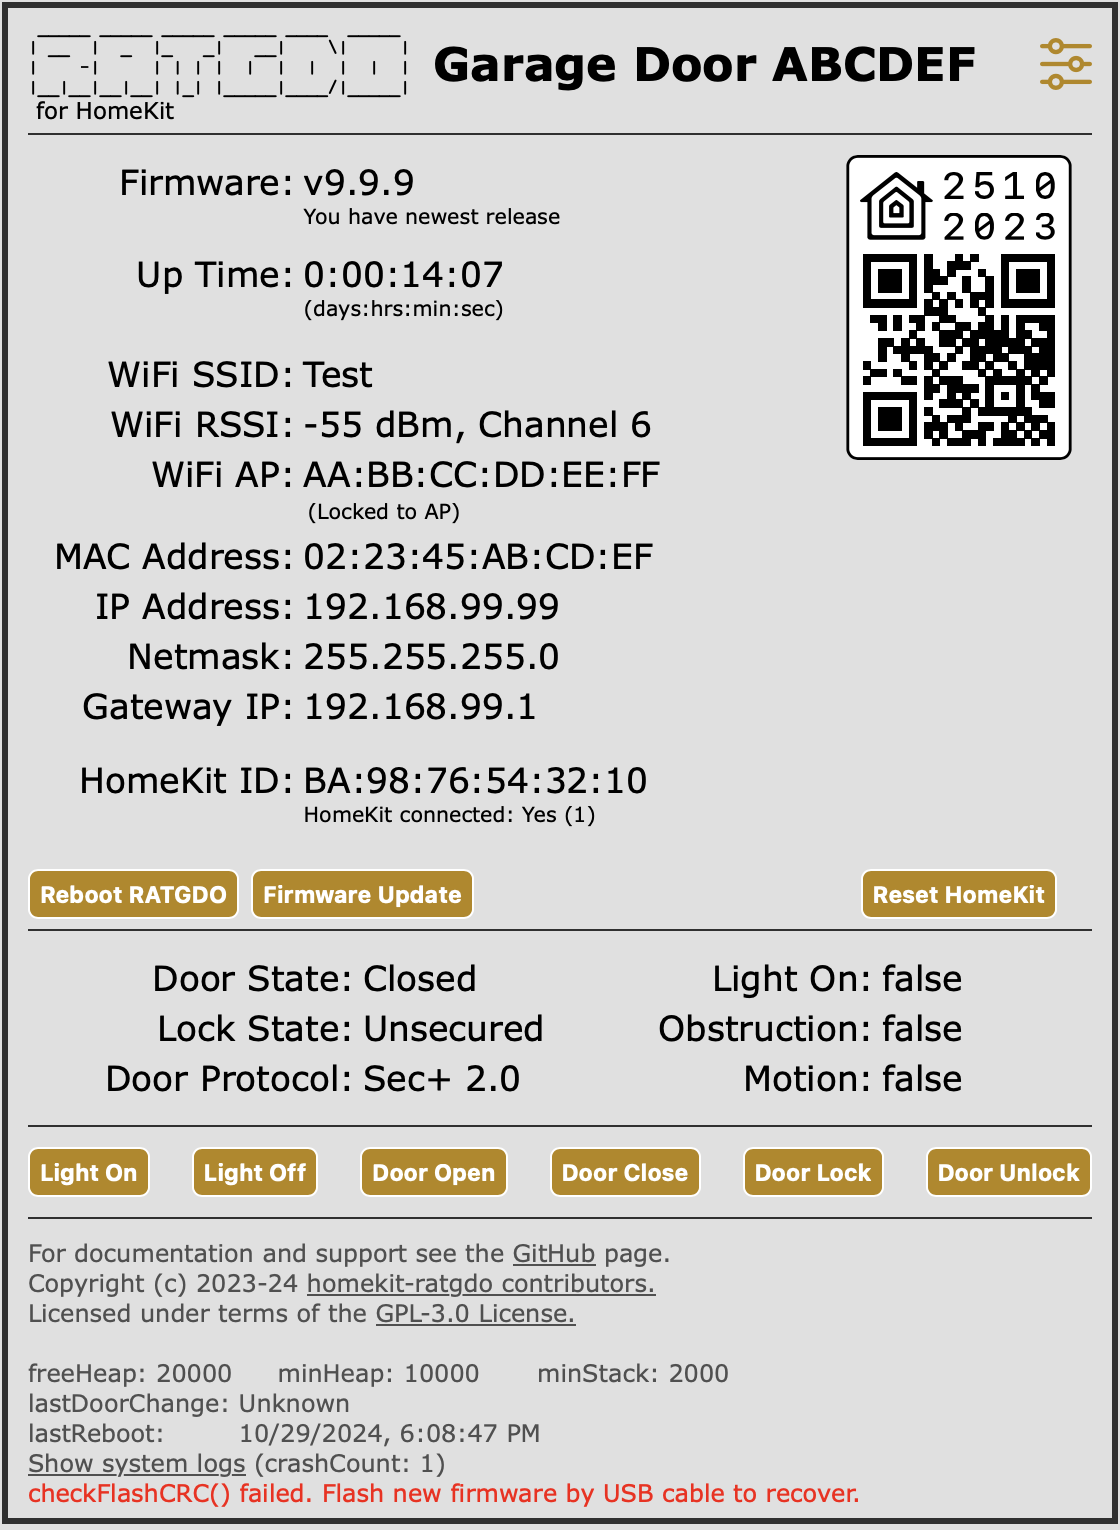 RATGDO
for HomeKit
Garage Door ABCDEF
Firmware: v9.9.9
You have newest release
2510
2023
Up Time: 0:00:14:07
(days:hrs:min:sec)
WiFi SSID: Test
WiFi RSSI: -55 dBm, Channel 6
WiFi AP: AA:BB:CC:DD:EE:FF
(Locked to AP)
MAC Address: 02:23:45:AB:CD:EF
IP Address: 192.168.99.99
Netmask: 255.255.255.0
Gateway IP: 192.168.99.1
HomeKit ID: BA:98:76:54:32:10
HomeKit connected: Yes (1)
Reboot RATGDO Firmware Update Reset HomeKit
Door State: Closed Light On: false
Lock State: Unsecured Obstruction: false
Door Protocol: Sec+ 2.0 Motion: false
Light On Light Off Door Open Door Close Door Lock Door Unlock
For documentation and support see the GitHub page.
Copyright (c) 2023-24 homekit-ratgdo contributors.
Licensed under terms of the GPL-3.0 License.
freeHeap: 20000 minHeap: 10000 minStack: 2000
lastDoorChange: Unknown
lastReboot: 10/29/2024, 6:08:47 PM
Show system logs (crashCount: 1)
checkFlashCRC() failed. Flash new firmware by USB cable to recover.